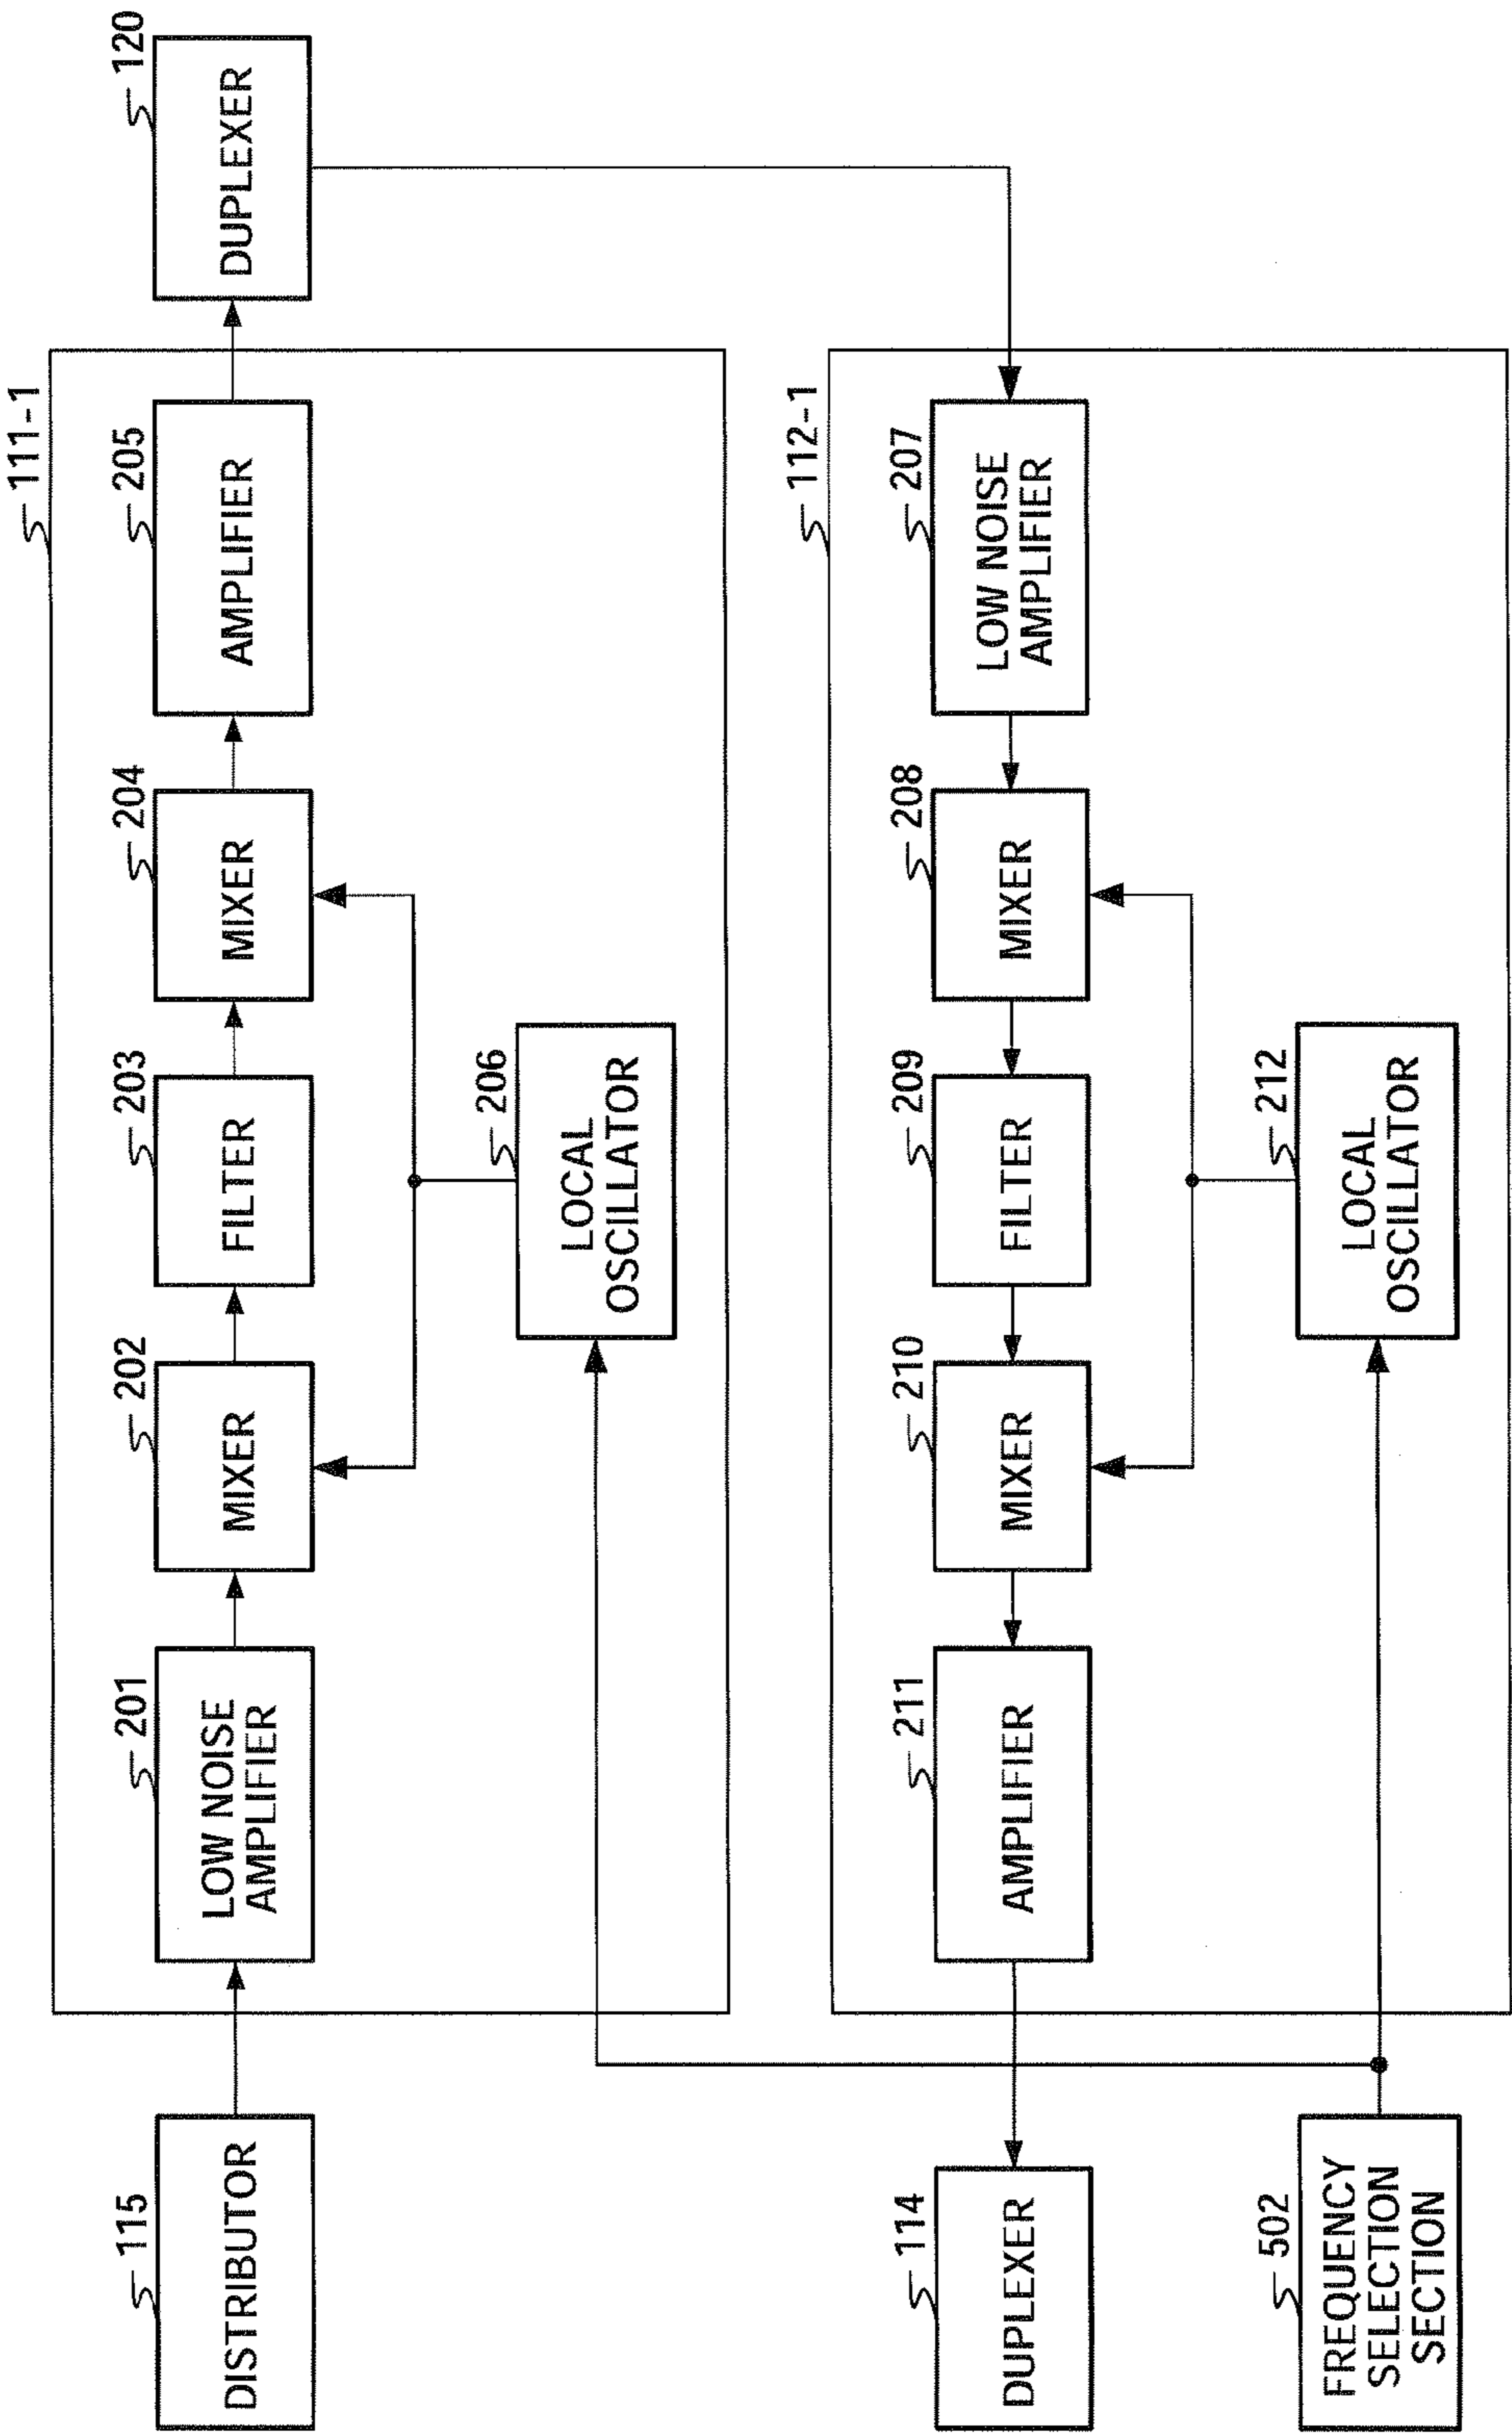 111-1
115
DISTRIBUTOR
201
LOW NOISE
AMPLIFIER
202
MIXER
203
FILTER
204
MIXER
205
AMPLIFIER
120
DUPLEXER
206
LOCAL
OSCILLATOR
112-1
114
DUPLEXER
211
AMPLIFIER
210
MIXER
209
FILTER
208
MIXER
207
LOW NOISE
AMPLIFIER
502
FREQUENCY
SELECTION
SECTION
212
LOCAL
OSCILLATOR